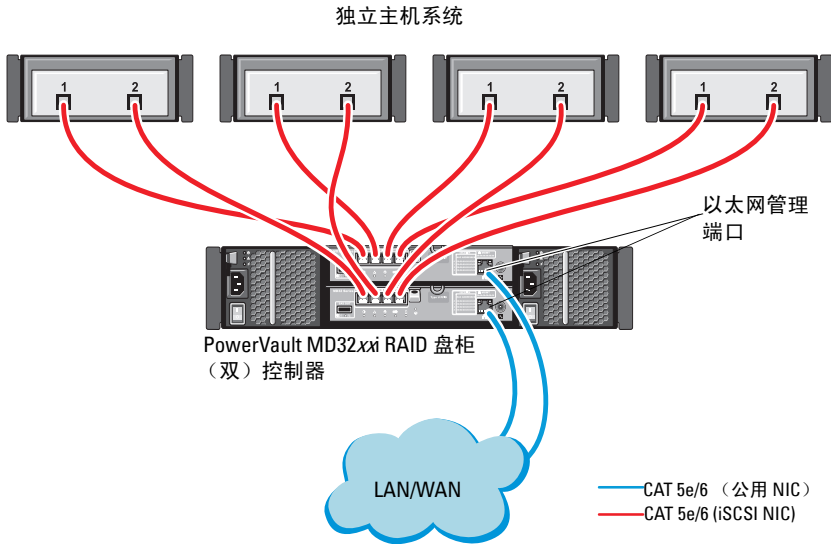 独立主机系统
1 2 1 2 1 2 1 2
以太网管理
端口
PowerVault MD32xxi RAID 盘柜
（双）控制器
LAN/WAN
CAT 5e/6 （公用 NIC）
CAT 5e/6 (iSCSI NIC)